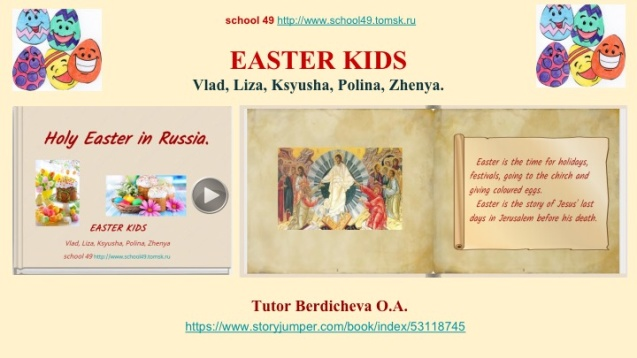 school 49 http://www.school49.tomsk.ru
EASTER KIDS
Vlad, Liza, Ksyusha, Polina, Zhenya.
Holy Easter in Russia.
EASTER KIDS
Vlad, Liza, Ksyusha, Polina, Zhenya
school 49 http://www.school49.tomsk.ru
Easter is the time for holidays,
festivals, going to the chirch and
giving coloured eggs.
Easter is the story of Jesus' last
days in Jerusalem before his death.
Tutor Berdicheva O.A.
https://www.storyjumper.com/book/index/53118745